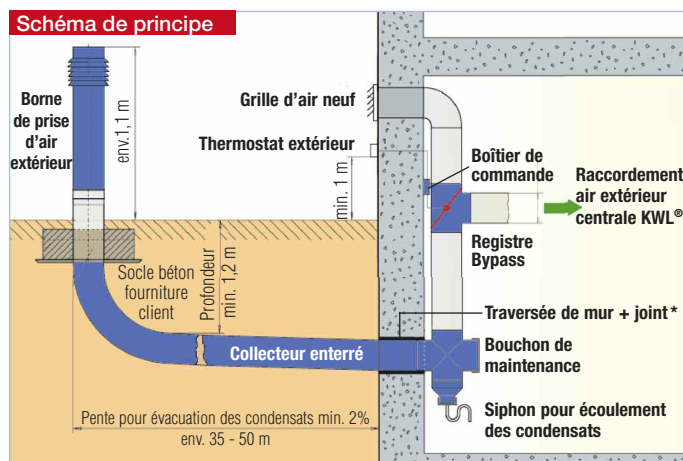 Schéma de principe
Borne
de prise
d'air
extérieur
env.1,1 m
Grille d'air neuf
Thermostat extérieur
min. 1 m
Boîtier de
commande
Raccordement
air extérieur
centrale KWL®
Registre
Bypass
Socle béton
fourniture
client
Profondeur
min. 1,2 m
Traversée de mur + joint*
Collecteur enterré
Bouchon de
maintenance
Pente pour évacuation des condensats min. 2%
env. 35 - 50 m
Siphon pour écoulement
des condensats